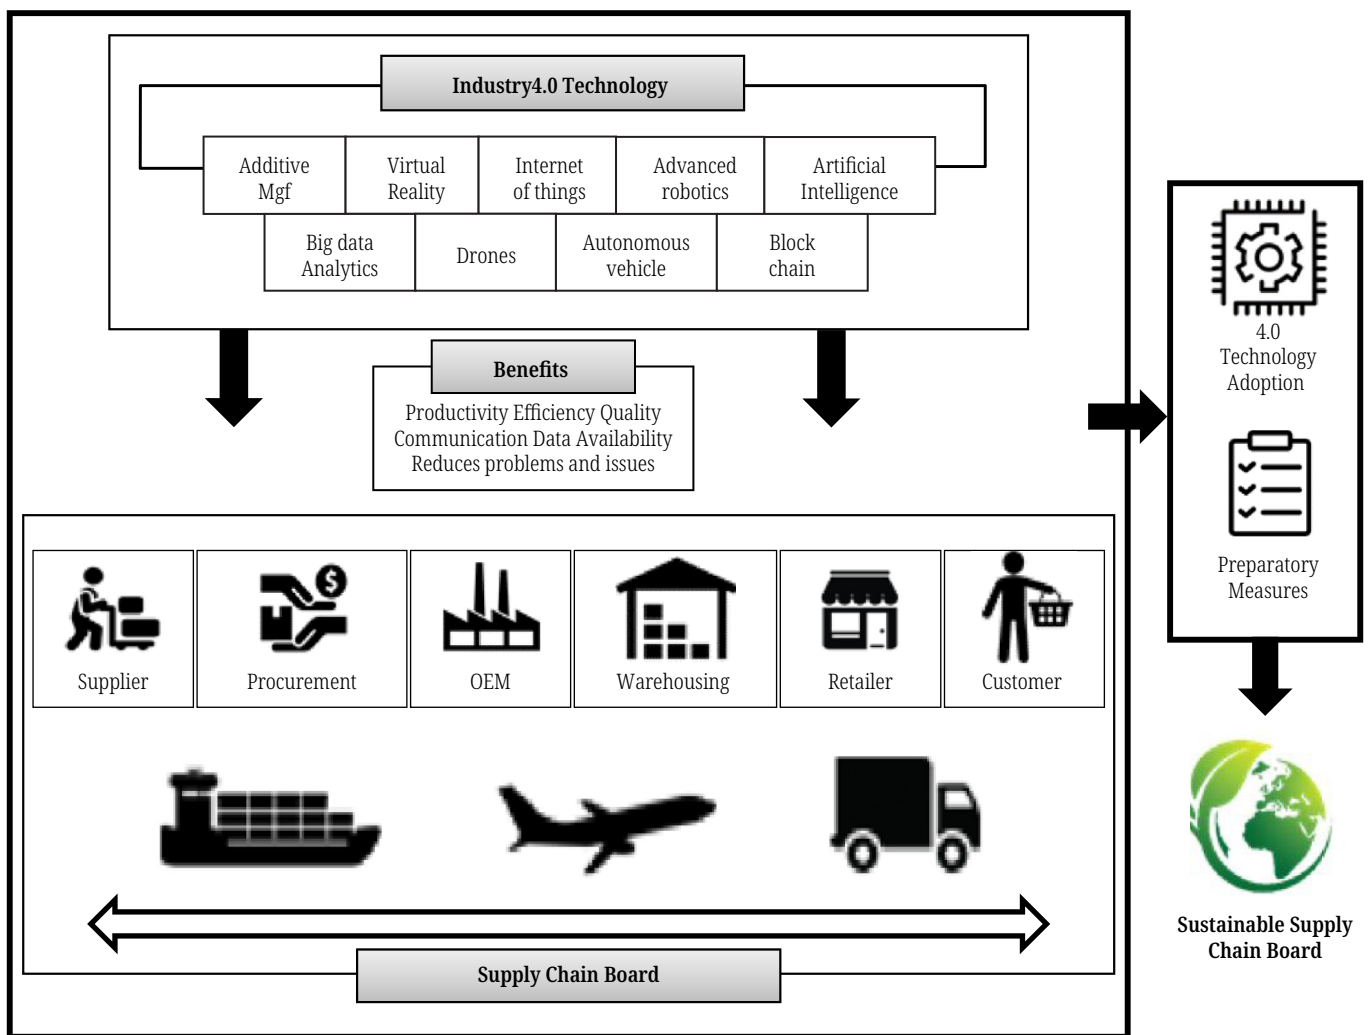 Industry4.0 Technology
Additive
Mgf
Virtual
Reality
Internet
of things
Advanced
robotics
Artificial
Intelligence
Big data
Analytics
Drones
Autonomous
vehicle
Block
chain
Benefits
Productivity Efficiency Quality
Communication Data Availability
Reduces problems and issues
$
Supplier
Procurement
OEM
Warehousing
Retailer
Customer
Supply Chain Board
4.0
Technology
Adoption
Preparatory
Measures
Sustainable Supply
Chain Board